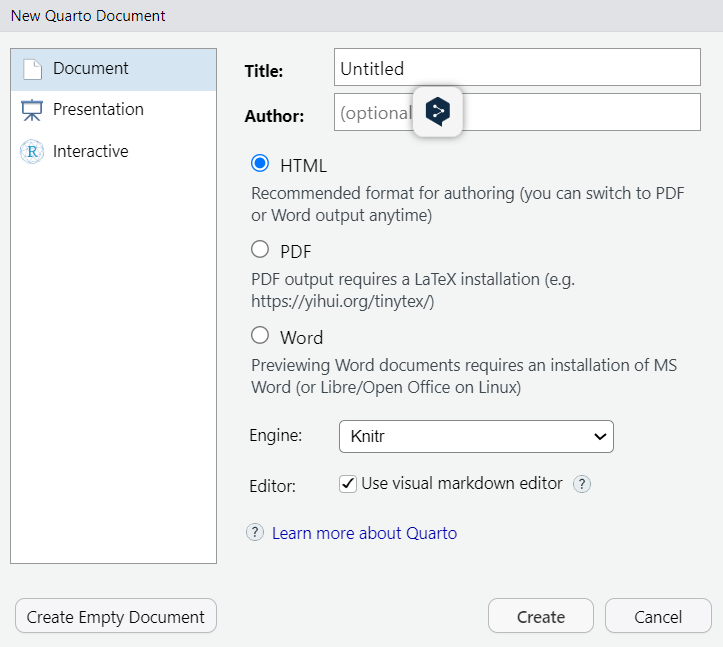 New Quarto Document
Document
Presentation
R Interactive
Title: Untitled
Author: (optional
HTML
Recommended format for authoring (you can switch to PDF
or Word output anytime)
PDF
PDF output requires a LaTeX installation (e.g.
https://yihui.org/tinytex/)
Word
Previewing Word documents requires an installation of MS
Word (or Libre/Open Office on Linux)
Engine: Knitr
Editor: Use visual markdown editor ?
? Learn more about Quarto
Create Empty Document Create Cancel